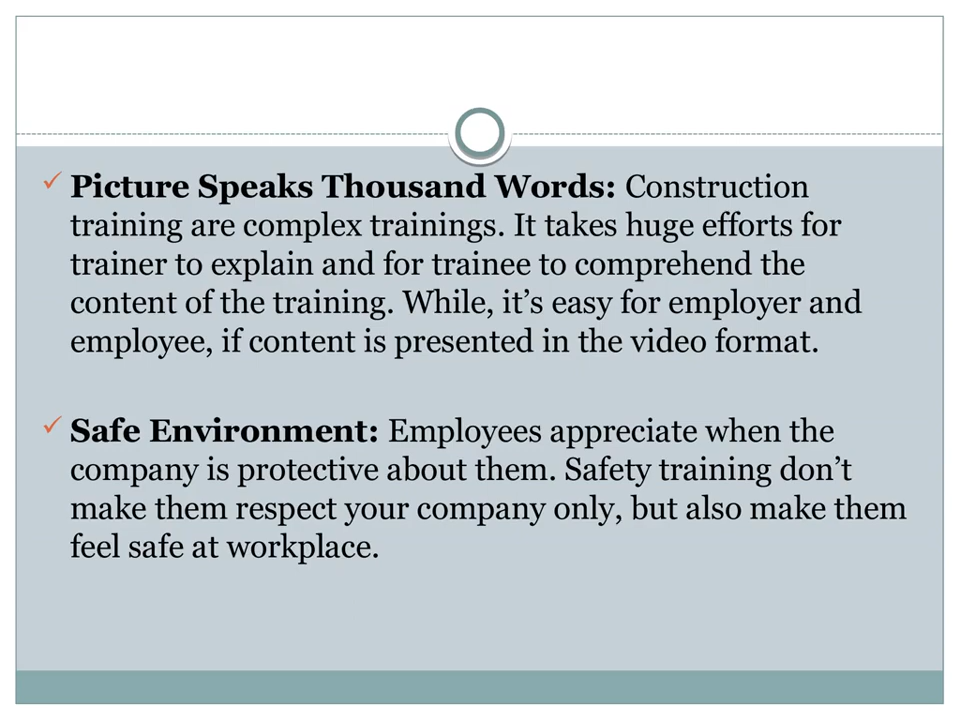 ✓ Picture Speaks Thousand Words: Construction
training are complex trainings. It takes huge efforts for
trainer to explain and for trainee to comprehend the
content of the training. While, it’s easy for employer and
employee, if content is presented in the video format.
✓ Safe Environment: Employees appreciate when the
company is protective about them. Safety training don’t
make them respect your company only, but also make them
feel safe at workplace.